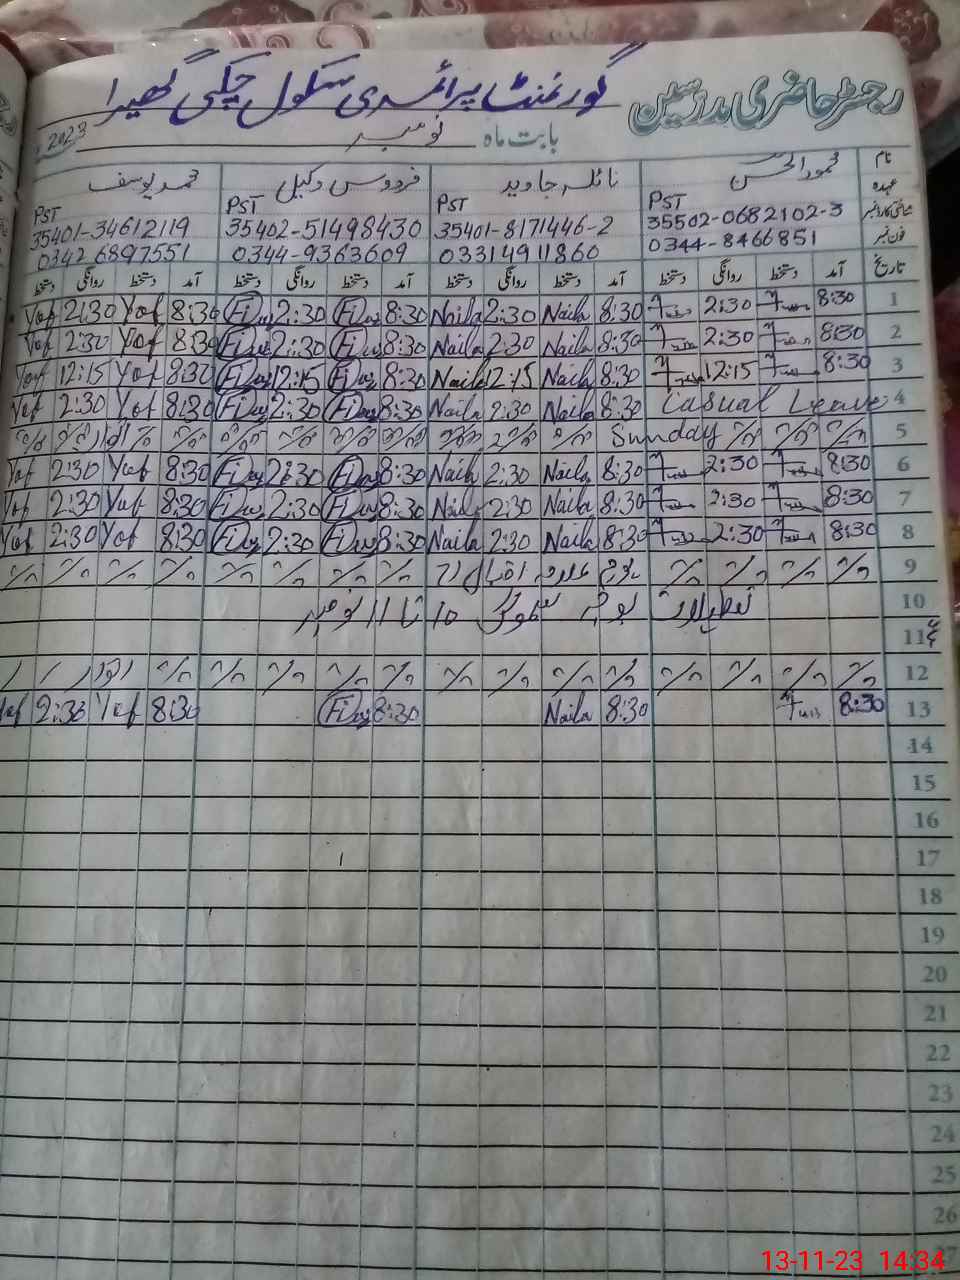 رجسٹر حاضری مدرسین گورنمنٹ پرائمری سکول چکی کھیرا
بابت ماہ نومبر 2023
نام محمود الحسن نائلہ جاوید فردوس وکیل محمد یوسف
عہدہ PST PST PST PST
شناختی کارڈ نمبر 35502-0682102-3 35401-8171446-2 35402-51498430 35401-34612119
فون نمبر 0344-8466851 03314911860 0344-9363609 0342 6897551
تاریخ آمد دستخط روانگی دستخط آمد دستخط روانگی دستخط آمد دستخط روانگی دستخط آمد دستخط روانگی دستخط
1 8:30 2:30 8:30 Naila 2:30 Naila 8:30 2:30 8:30 Yof 2:30 Yof
2 8:30 2:30 8:30 Naila 2:30 Naila 8:30 2:30 8:30 Yof 2:30 Yof
3 8:30 12:15 8:30 Naila 12:15 Naila 8:30 12:15 8:30 Yof 12:15 Yof
4 Casual Leave 8:30 Naila 2:30 Naila 8:30 2:30 8:30 Yof 2:30 Yof
5 Sunday اتوار
6 8:30 2:30 8:30 Naila 2:30 Naila 8:30 2:30 8:30 Yof 2:30 Yof
7 8:30 2:30 8:30 Naila 2:30 Naila 8:30 2:30 8:30 Yof 2:30 Yof
8 8:30 2:30 8:30 Naila 2:30 Naila 8:30 2:30 8:30 Yof 2:30 Yof
9 یوم علامہ اقبال
10 تعطیلات بوجہ سموگ 10 تا 11 نومبر
11
12 اتوار
13 8:30 8:30 Naila 8:30 8:30 Yof 2:30 Yof
14
15
16
17
18
19
20
21
22
23
24
25
26
27
13-11-23 14:34